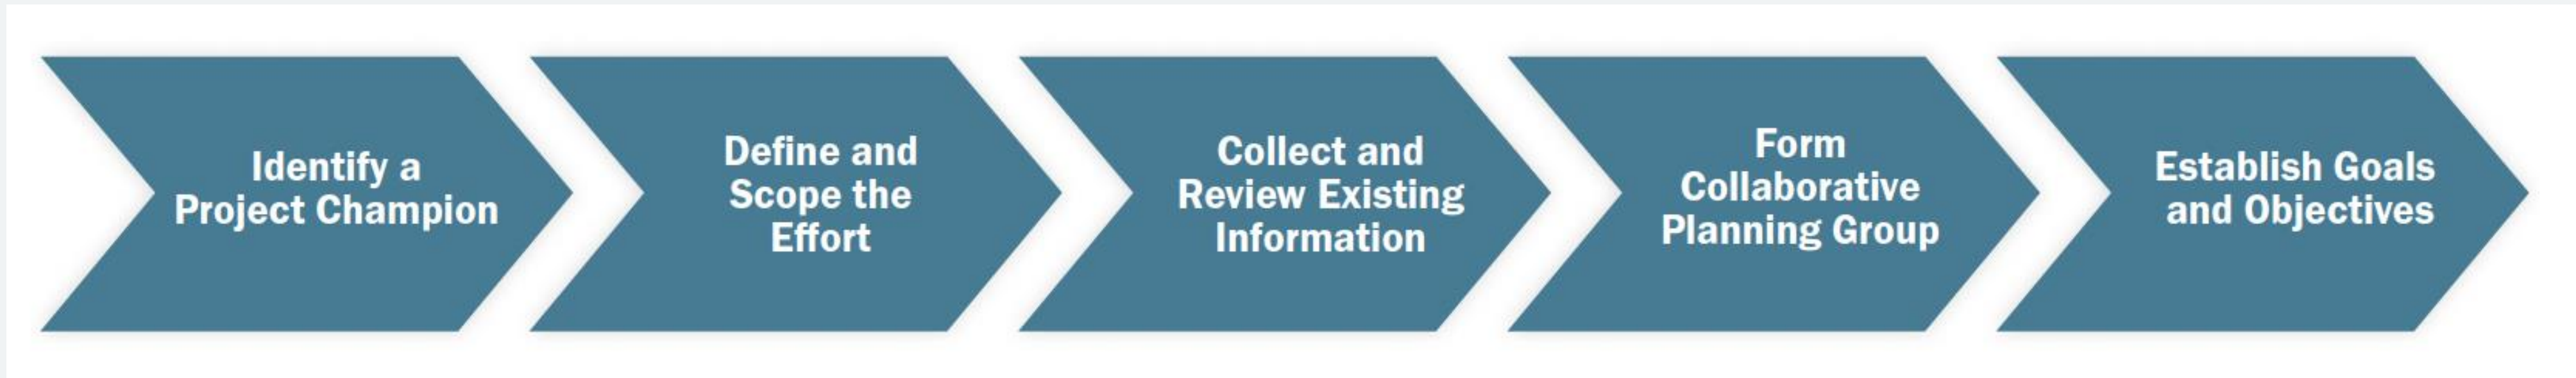 Identify a
Project Champion
Define and
Scope the
Effort
Collect and
Review Existing
Information
Form
Collaborative
Planning Group
Establish Goals
and Objectives